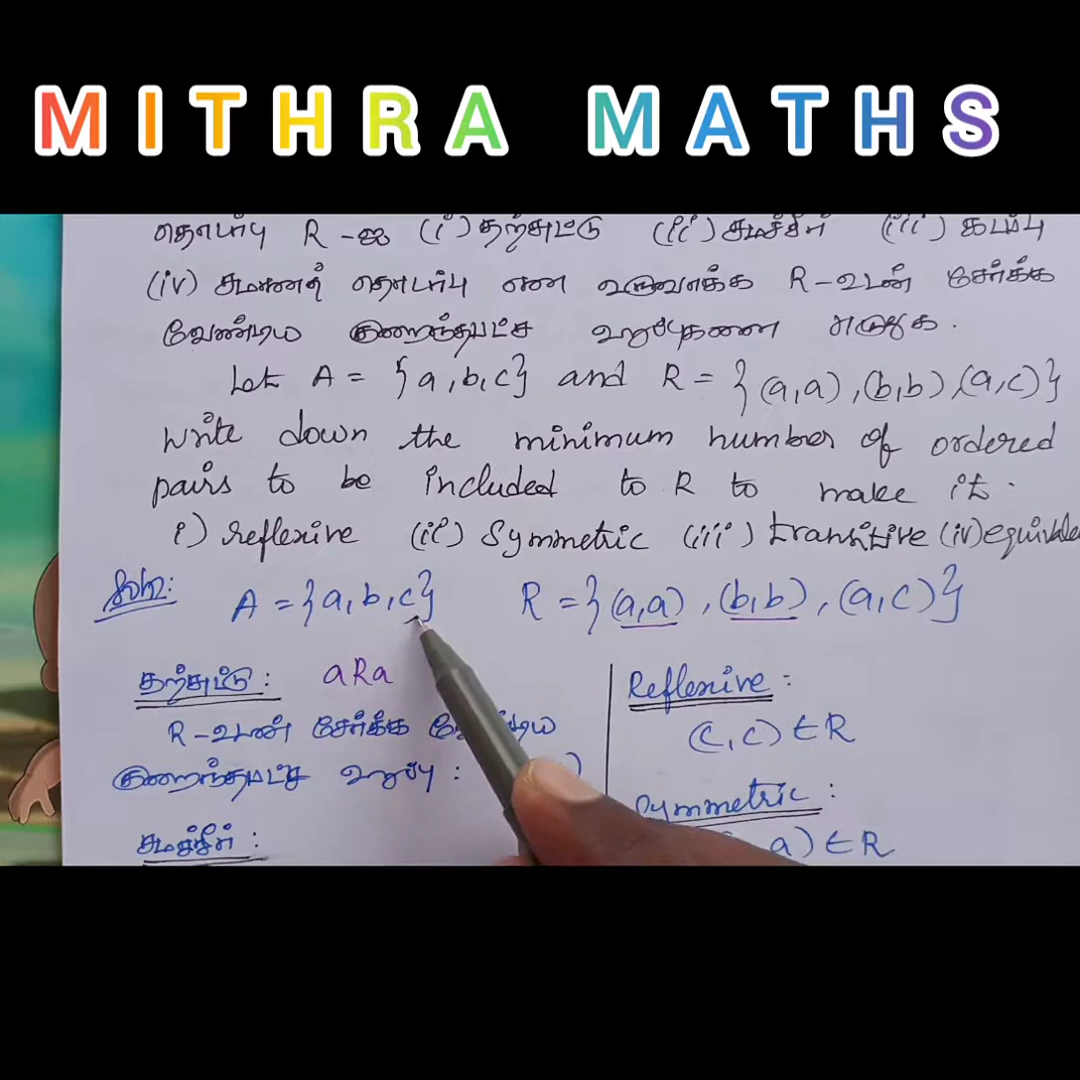 MITHRA MATHS
தொடர்பு R-ஐ (i) தற்சுட்டு (ii) சமச்சீர் (iii) கடப்பு
(iv) சமானத் தொடர்பு என உருவாக்க R-உடன் சேர்க்க
வேண்டிய குறைந்தபட்ச உறுப்புகளை எழுதுக.
Let A = {a, b, c} and R = {(a,a), (b,b), (a,c)}
write down the minimum number of ordered
pairs to be included to R to make it.
i) reflexive (ii) Symmetric (iii) transitive (iv) equivale
Soln: A = {a, b, c} R = {(a,a), (b,b), (a,c)}
தற்சுட்டு: aRa
R-உடன் சேர்க்க
குறைந்தபட்ச உறுப்பு: )
சமச்சீர்:
Reflexive:
(c, c) ∈ R
Symmetric:
a) ∈ R